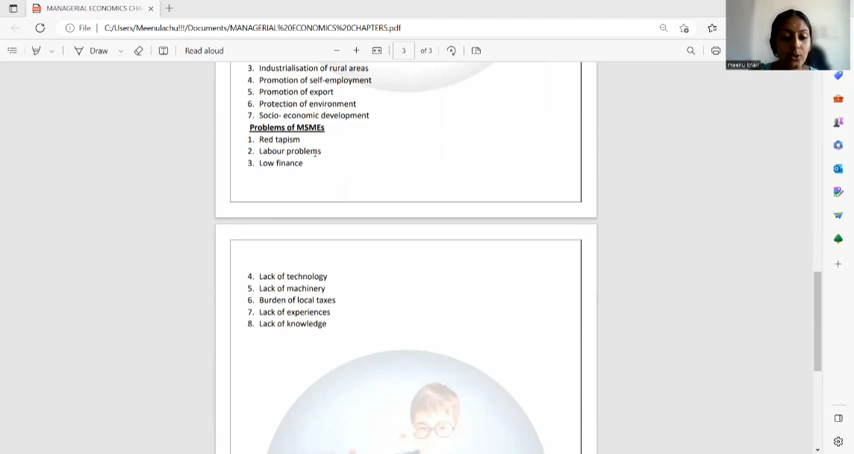 MANAGERIAL ECONOMICS CHA
File
C:/Users/Meenulachu!!!/Documents/MANAGERIAL%20ECONOMICS%20CHAPTER5.pdf
Draw
Read aloud
3
of 3
3. Industrialisation of rural areas
4. Promotion of self-employment
5. Promotion of export
6. Protection of environment
7. Socio- economic development
Problems of MSMEs
1. Red tapism
2. Labour problems
3. Low finance
4. Lack of technology
5. Lack of machinery
6. Burden of local taxes
7. Lack of experiences
8. Lack of knowledge